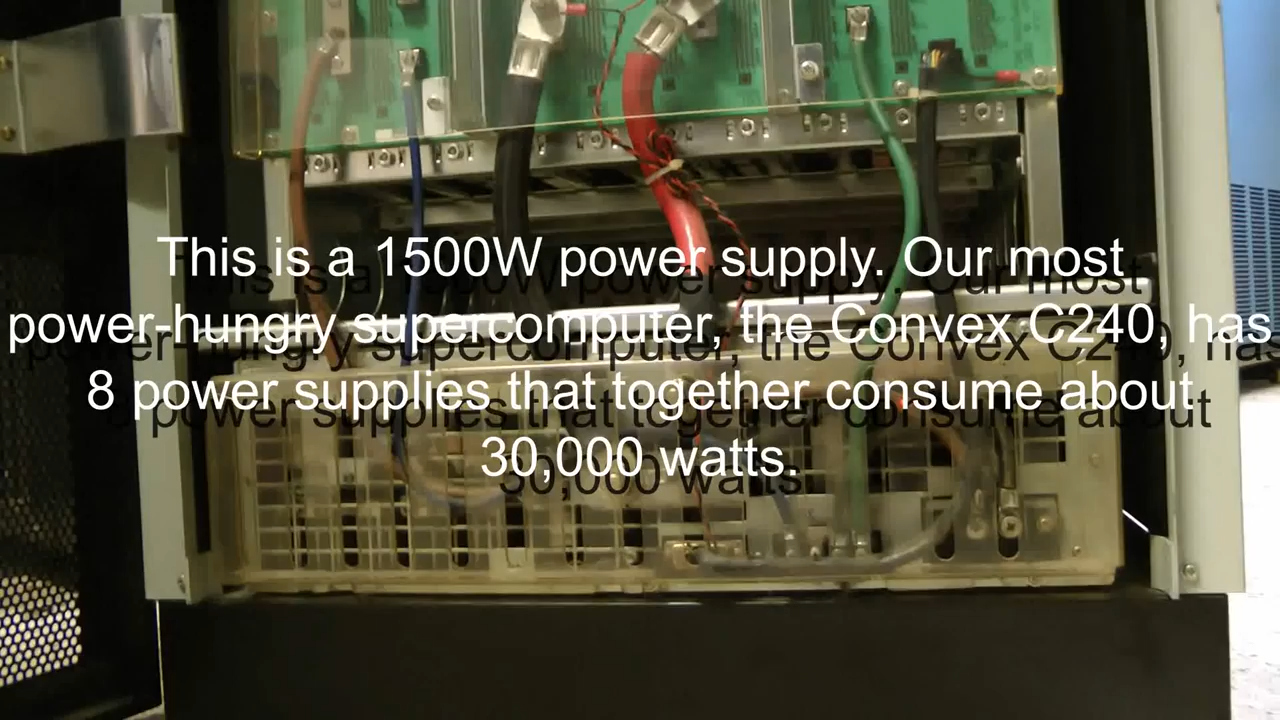 This is a 1500W power supply. Our most
power-hungry supercomputer, the Convex C240, has
8 power supplies that together consume about
30,000 watts.